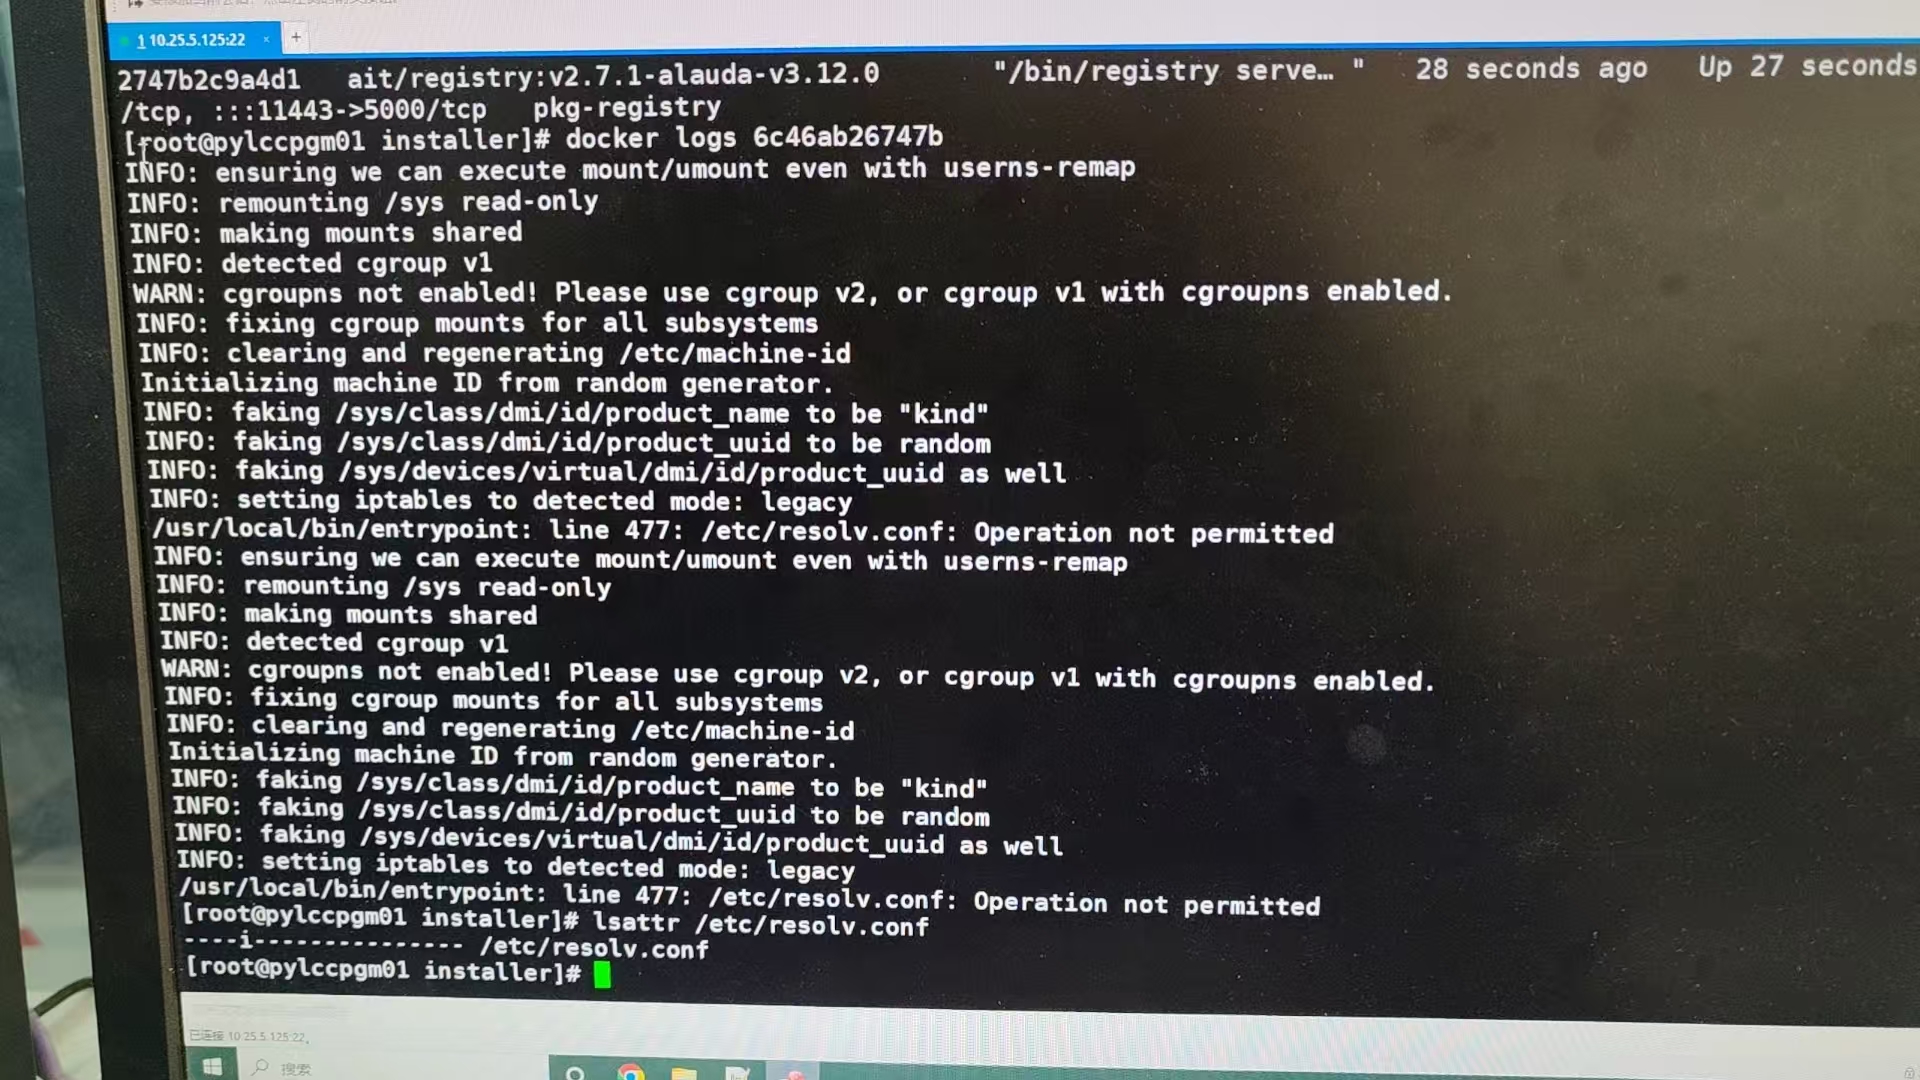 1 10.25.5.125:22 × +
2747b2c9a4d1 ait/registry:v2.7.1-alauda-v3.12.0 "/bin/registry serve… " 28 seconds ago Up 27 seconds
/tcp, :::11443->5000/tcp pkg-registry
[root@pylccpgm01 installer]# docker logs 6c46ab26747b
INFO: ensuring we can execute mount/umount even with userns-remap
INFO: remounting /sys read-only
INFO: making mounts shared
INFO: detected cgroup v1
WARN: cgroupns not enabled! Please use cgroup v2, or cgroup v1 with cgroupns enabled.
INFO: fixing cgroup mounts for all subsystems
INFO: clearing and regenerating /etc/machine-id
Initializing machine ID from random generator.
INFO: faking /sys/class/dmi/id/product_name to be "kind"
INFO: faking /sys/class/dmi/id/product_uuid to be random
INFO: faking /sys/devices/virtual/dmi/id/product_uuid as well
INFO: setting iptables to detected mode: legacy
/usr/local/bin/entrypoint: line 477: /etc/resolv.conf: Operation not permitted
INFO: ensuring we can execute mount/umount even with userns-remap
INFO: remounting /sys read-only
INFO: making mounts shared
INFO: detected cgroup v1
WARN: cgroupns not enabled! Please use cgroup v2, or cgroup v1 with cgroupns enabled.
INFO: fixing cgroup mounts for all subsystems
INFO: clearing and regenerating /etc/machine-id
Initializing machine ID from random generator.
INFO: faking /sys/class/dmi/id/product_name to be "kind"
INFO: faking /sys/class/dmi/id/product_uuid to be random
INFO: faking /sys/devices/virtual/dmi/id/product_uuid as well
INFO: setting iptables to detected mode: legacy
/usr/local/bin/entrypoint: line 477: /etc/resolv.conf: Operation not permitted
[root@pylccpgm01 installer]# lsattr /etc/resolv.conf
----i--------------- /etc/resolv.conf
[root@pylccpgm01 installer]#
已连接 10.25.5.125:22。
搜索